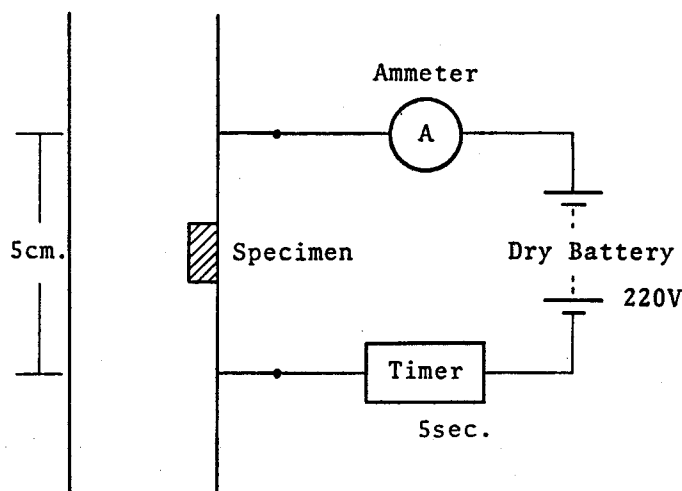 Ammeter
A
5cm.
Specimen
Dry Battery
220V
Timer
5sec.